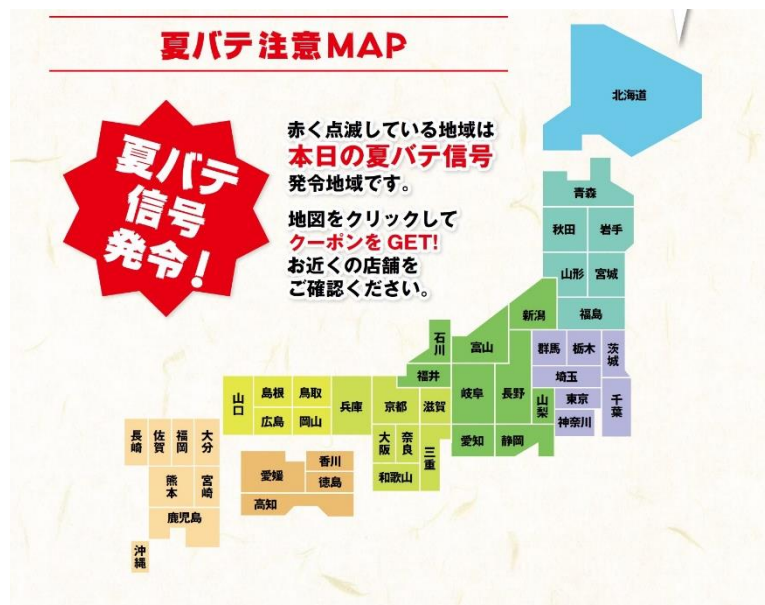 夏バテ注意MAP
夏バテ
信号
発令！
赤く点滅している地域は
本日の夏バテ信号
発令地域です。
地図をクリックして
クーポンをGET!
お近くの店舗を
ご確認ください。
北海道
青森
秋田
岩手
山形
宮城
福島
新潟
富山
石川
福井
岐阜
長野
山梨
愛知
静岡
群馬
栃木
茨城
埼玉
東京
千葉
神奈川
京都
滋賀
大阪
奈良
三重
和歌山
兵庫
鳥取
島根
岡山
広島
山口
香川
愛媛
徳島
高知
大分
福岡
佐賀
長崎
熊本
宮崎
鹿児島
沖縄